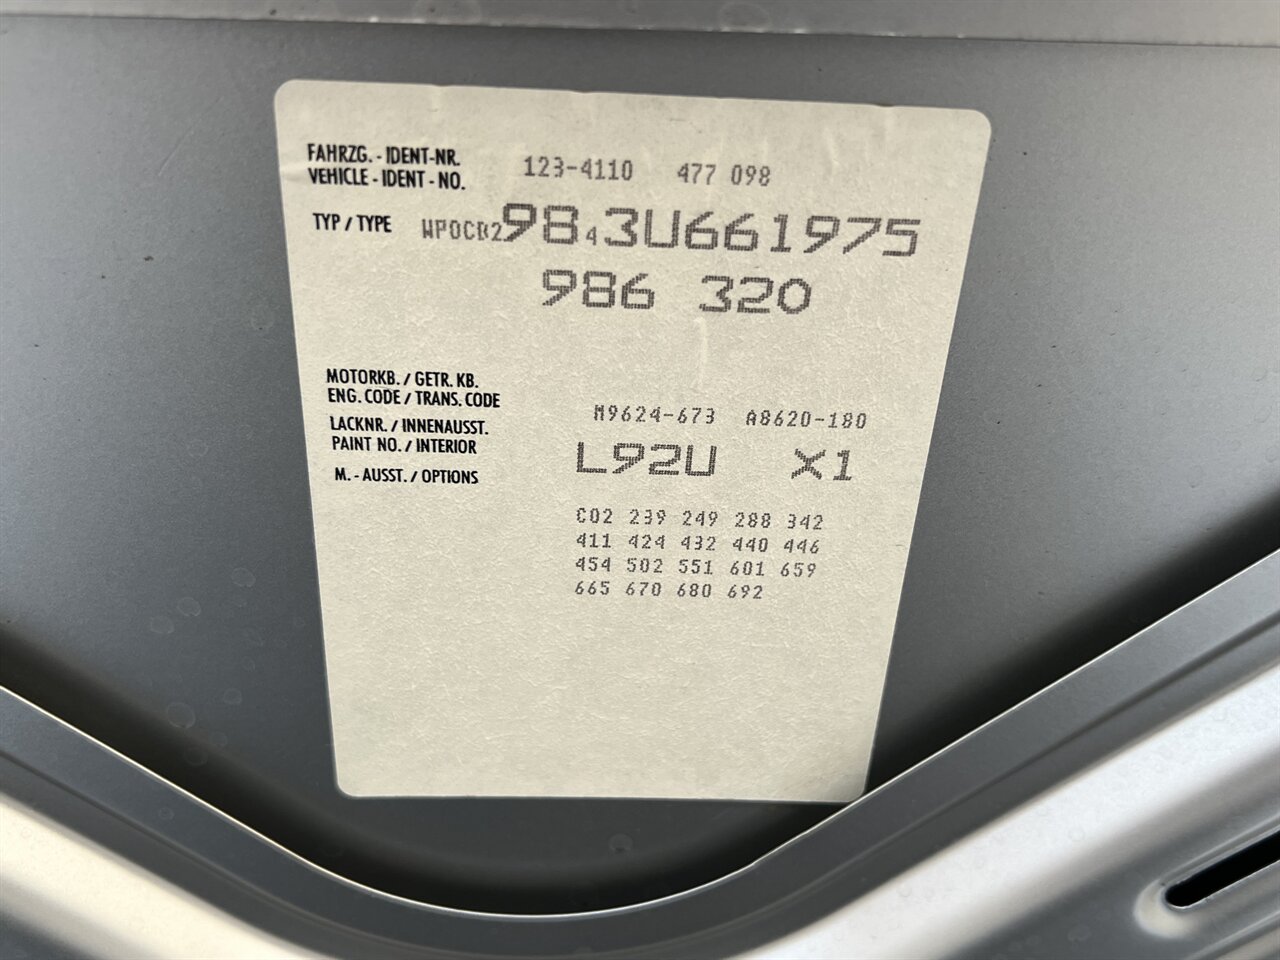 FAHRZG. - IDENT-NR. 123-4110 477 098
VEHICLE - IDENT - NO.
TYP / TYPE WP0CB29843U661975
986 320
MOTORKB. / GETR. KB.
ENG. CODE / TRANS. CODE M9624-673 A8620-180
LACKNR. / INNENAUSST.
PAINT NO. / INTERIOR L92U X1
M. - AUSST. / OPTIONS
C02 239 249 288 342
411 424 432 440 446
454 502 551 601 659
665 670 680 692